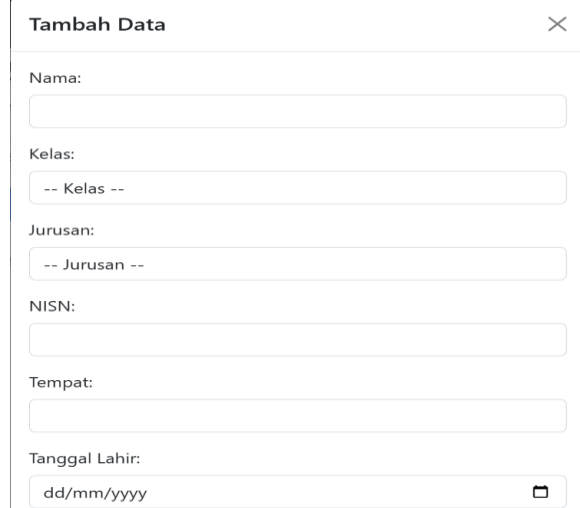 Tambah Data
Nama:
Kelas:
-- Kelas --
Jurusan:
-- Jurusan --
NISN:
Tempat:
Tanggal Lahir:
dd/mm/yyyy